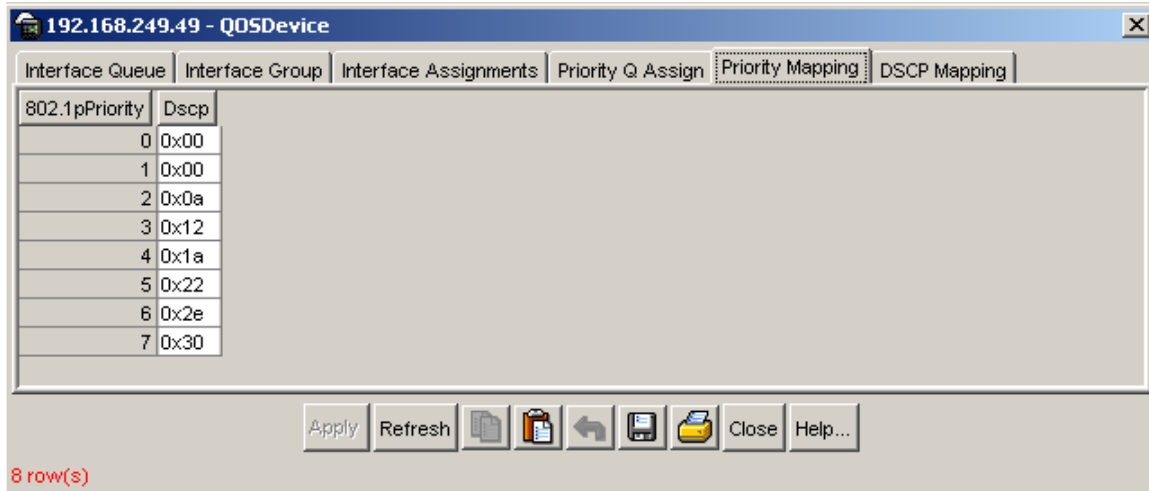 192.168.249.49 - QOSDevice
Interface Queue Interface Group Interface Assignments Priority Q Assign Priority Mapping DSCP Mapping
802.1pPriority Dscp
0 0x00
1 0x00
2 0x0a
3 0x12
4 0x1a
5 0x22
6 0x2e
7 0x30
Apply Refresh Close Help...
8 row(s)